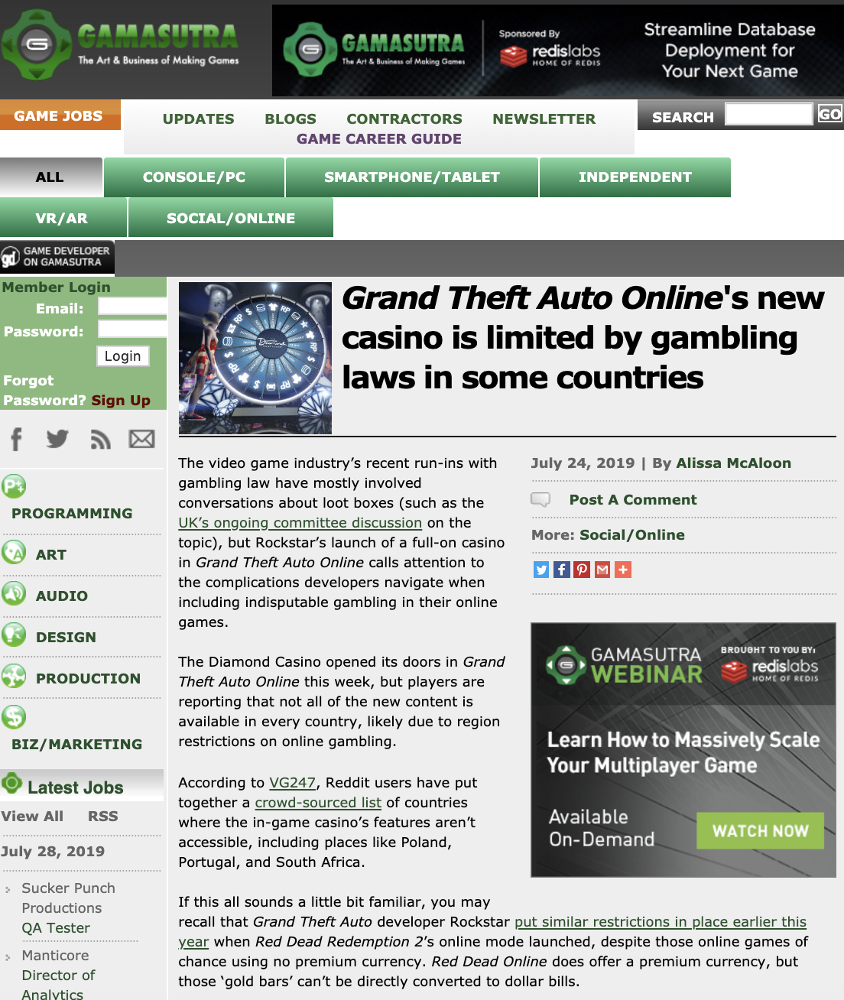 GAMASUTRA
The Art & Business of Making Games
GAMASUTRA
The Art & Business of Making Games
Sponsored By
redislabs
HOME OF REDIS
Streamline Database
Deployment for
Your Next Game
GAME JOBS
UPDATES BLOGS CONTRACTORS NEWSLETTER
GAME CAREER GUIDE
SEARCH GO
ALL CONSOLE/PC SMARTPHONE/TABLET INDEPENDENT
VR/AR SOCIAL/ONLINE
gd GAME DEVELOPER
ON GAMASUTRA
Member Login
Email:
Password:
Login
Forgot
Password? Sign Up
PROGRAMMING
ART
AUDIO
DESIGN
PRODUCTION
BIZ/MARKETING
Latest Jobs
View All RSS
July 28, 2019
Sucker Punch
Productions
QA Tester
Manticore
Director of
Analytics
Grand Theft Auto Online's new
casino is limited by gambling
laws in some countries
The video game industry’s recent run-ins with
gambling law have mostly involved
conversations about loot boxes (such as the
UK’s ongoing committee discussion on the
topic), but Rockstar’s launch of a full-on casino
in Grand Theft Auto Online calls attention to
the complications developers navigate when
including indisputable gambling in their online
games.
The Diamond Casino opened its doors in Grand
Theft Auto Online this week, but players are
reporting that not all of the new content is
available in every country, likely due to region
restrictions on online gambling.
According to VG247, Reddit users have put
together a crowd-sourced list of countries
where the in-game casino’s features aren’t
accessible, including places like Poland,
Portugal, and South Africa.
If this all sounds a little bit familiar, you may
recall that Grand Theft Auto developer Rockstar put similar restrictions in place earlier this
year when Red Dead Redemption 2’s online mode launched, despite those online games of
chance using no premium currency. Red Dead Online does offer a premium currency, but
those ‘gold bars’ can’t be directly converted to dollar bills.
July 24, 2019 | By Alissa McAloon
Post A Comment
More: Social/Online
GAMASUTRA
WEBINAR
BROUGHT TO YOU BY:
redislabs
HOME OF REDIS
Learn How to Massively Scale
Your Multiplayer Game
Available
On-Demand
WATCH NOW